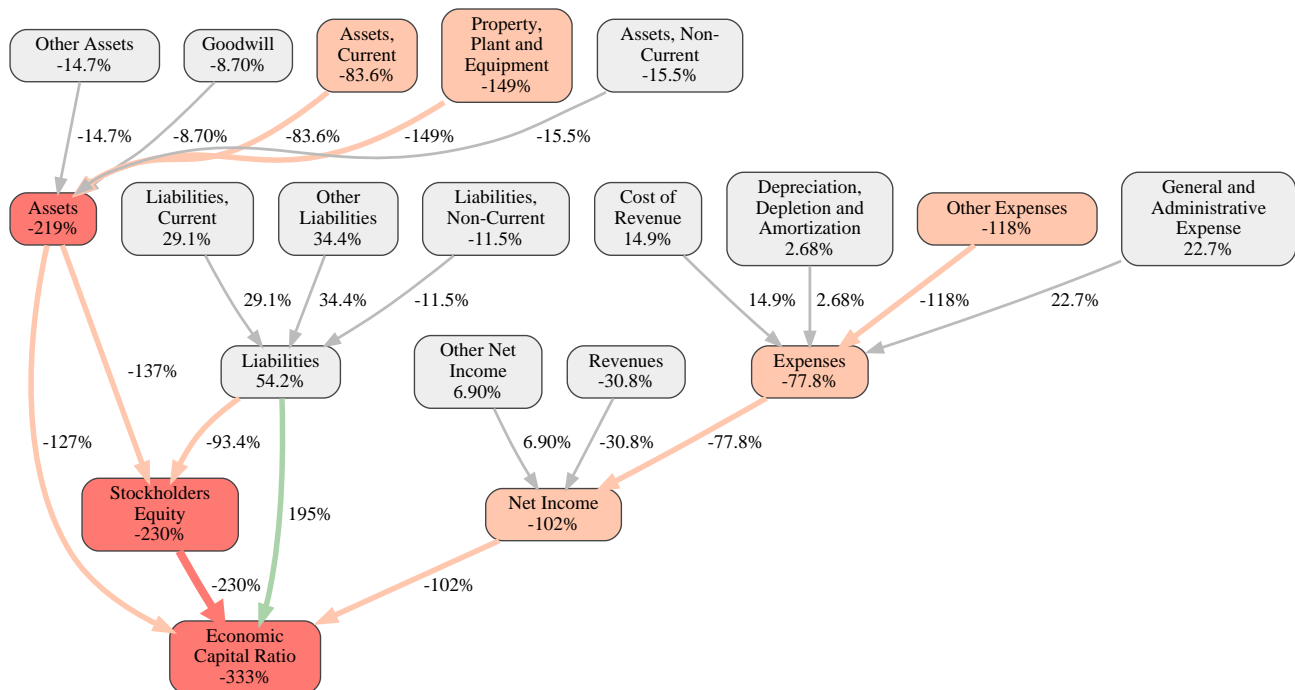 Other Assets
-14.7%
Goodwill
-8.70%
Assets,
Current
-83.6%
Property,
Plant and
Equipment
-149%
Assets, Non-
Current
-15.5%
-14.7%
-8.70%
-83.6%
-149%
-15.5%
Assets
-219%
Liabilities,
Current
29.1%
Other
Liabilities
34.4%
Liabilities,
Non-Current
-11.5%
Cost of
Revenue
14.9%
Depreciation,
Depletion and
Amortization
2.68%
Other Expenses
-118%
General and
Administrative
Expense
22.7%
29.1%
34.4%
-11.5%
14.9%
2.68%
-118%
22.7%
Liabilities
54.2%
Other Net
Income
6.90%
Revenues
-30.8%
Expenses
-77.8%
-137%
-127%
-93.4%
6.90%
-30.8%
-77.8%
Stockholders
Equity
-230%
195%
Net Income
-102%
-230%
-102%
Economic
Capital Ratio
-333%